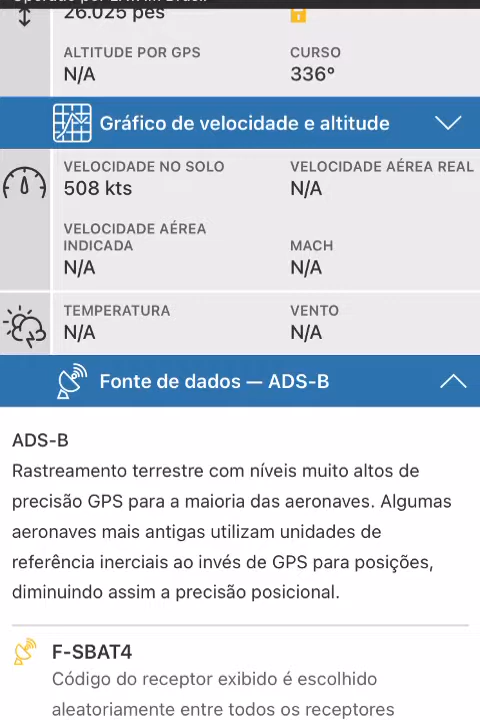 26.025 pés
ALTITUDE POR GPS
N/A
CURSO
336º
Gráfico de velocidade e altitude
VELOCIDADE NO SOLO
508 kts
VELOCIDADE AÉREA REAL
N/A
VELOCIDADE AÉREA
INDICADA
N/A
MACH
N/A
TEMPERATURA
N/A
VENTO
N/A
Fonte de dados — ADS-B
ADS-B
Rastreamento terrestre com níveis muito altos de
precisão GPS para a maioria das aeronaves. Algumas
aeronaves mais antigas utilizam unidades de
referência inerciais ao invés de GPS para posições,
diminuindo assim a precisão posicional.
F-SBAT4
Código do receptor exibido é escolhido
aleatoriamente entre todos os receptores